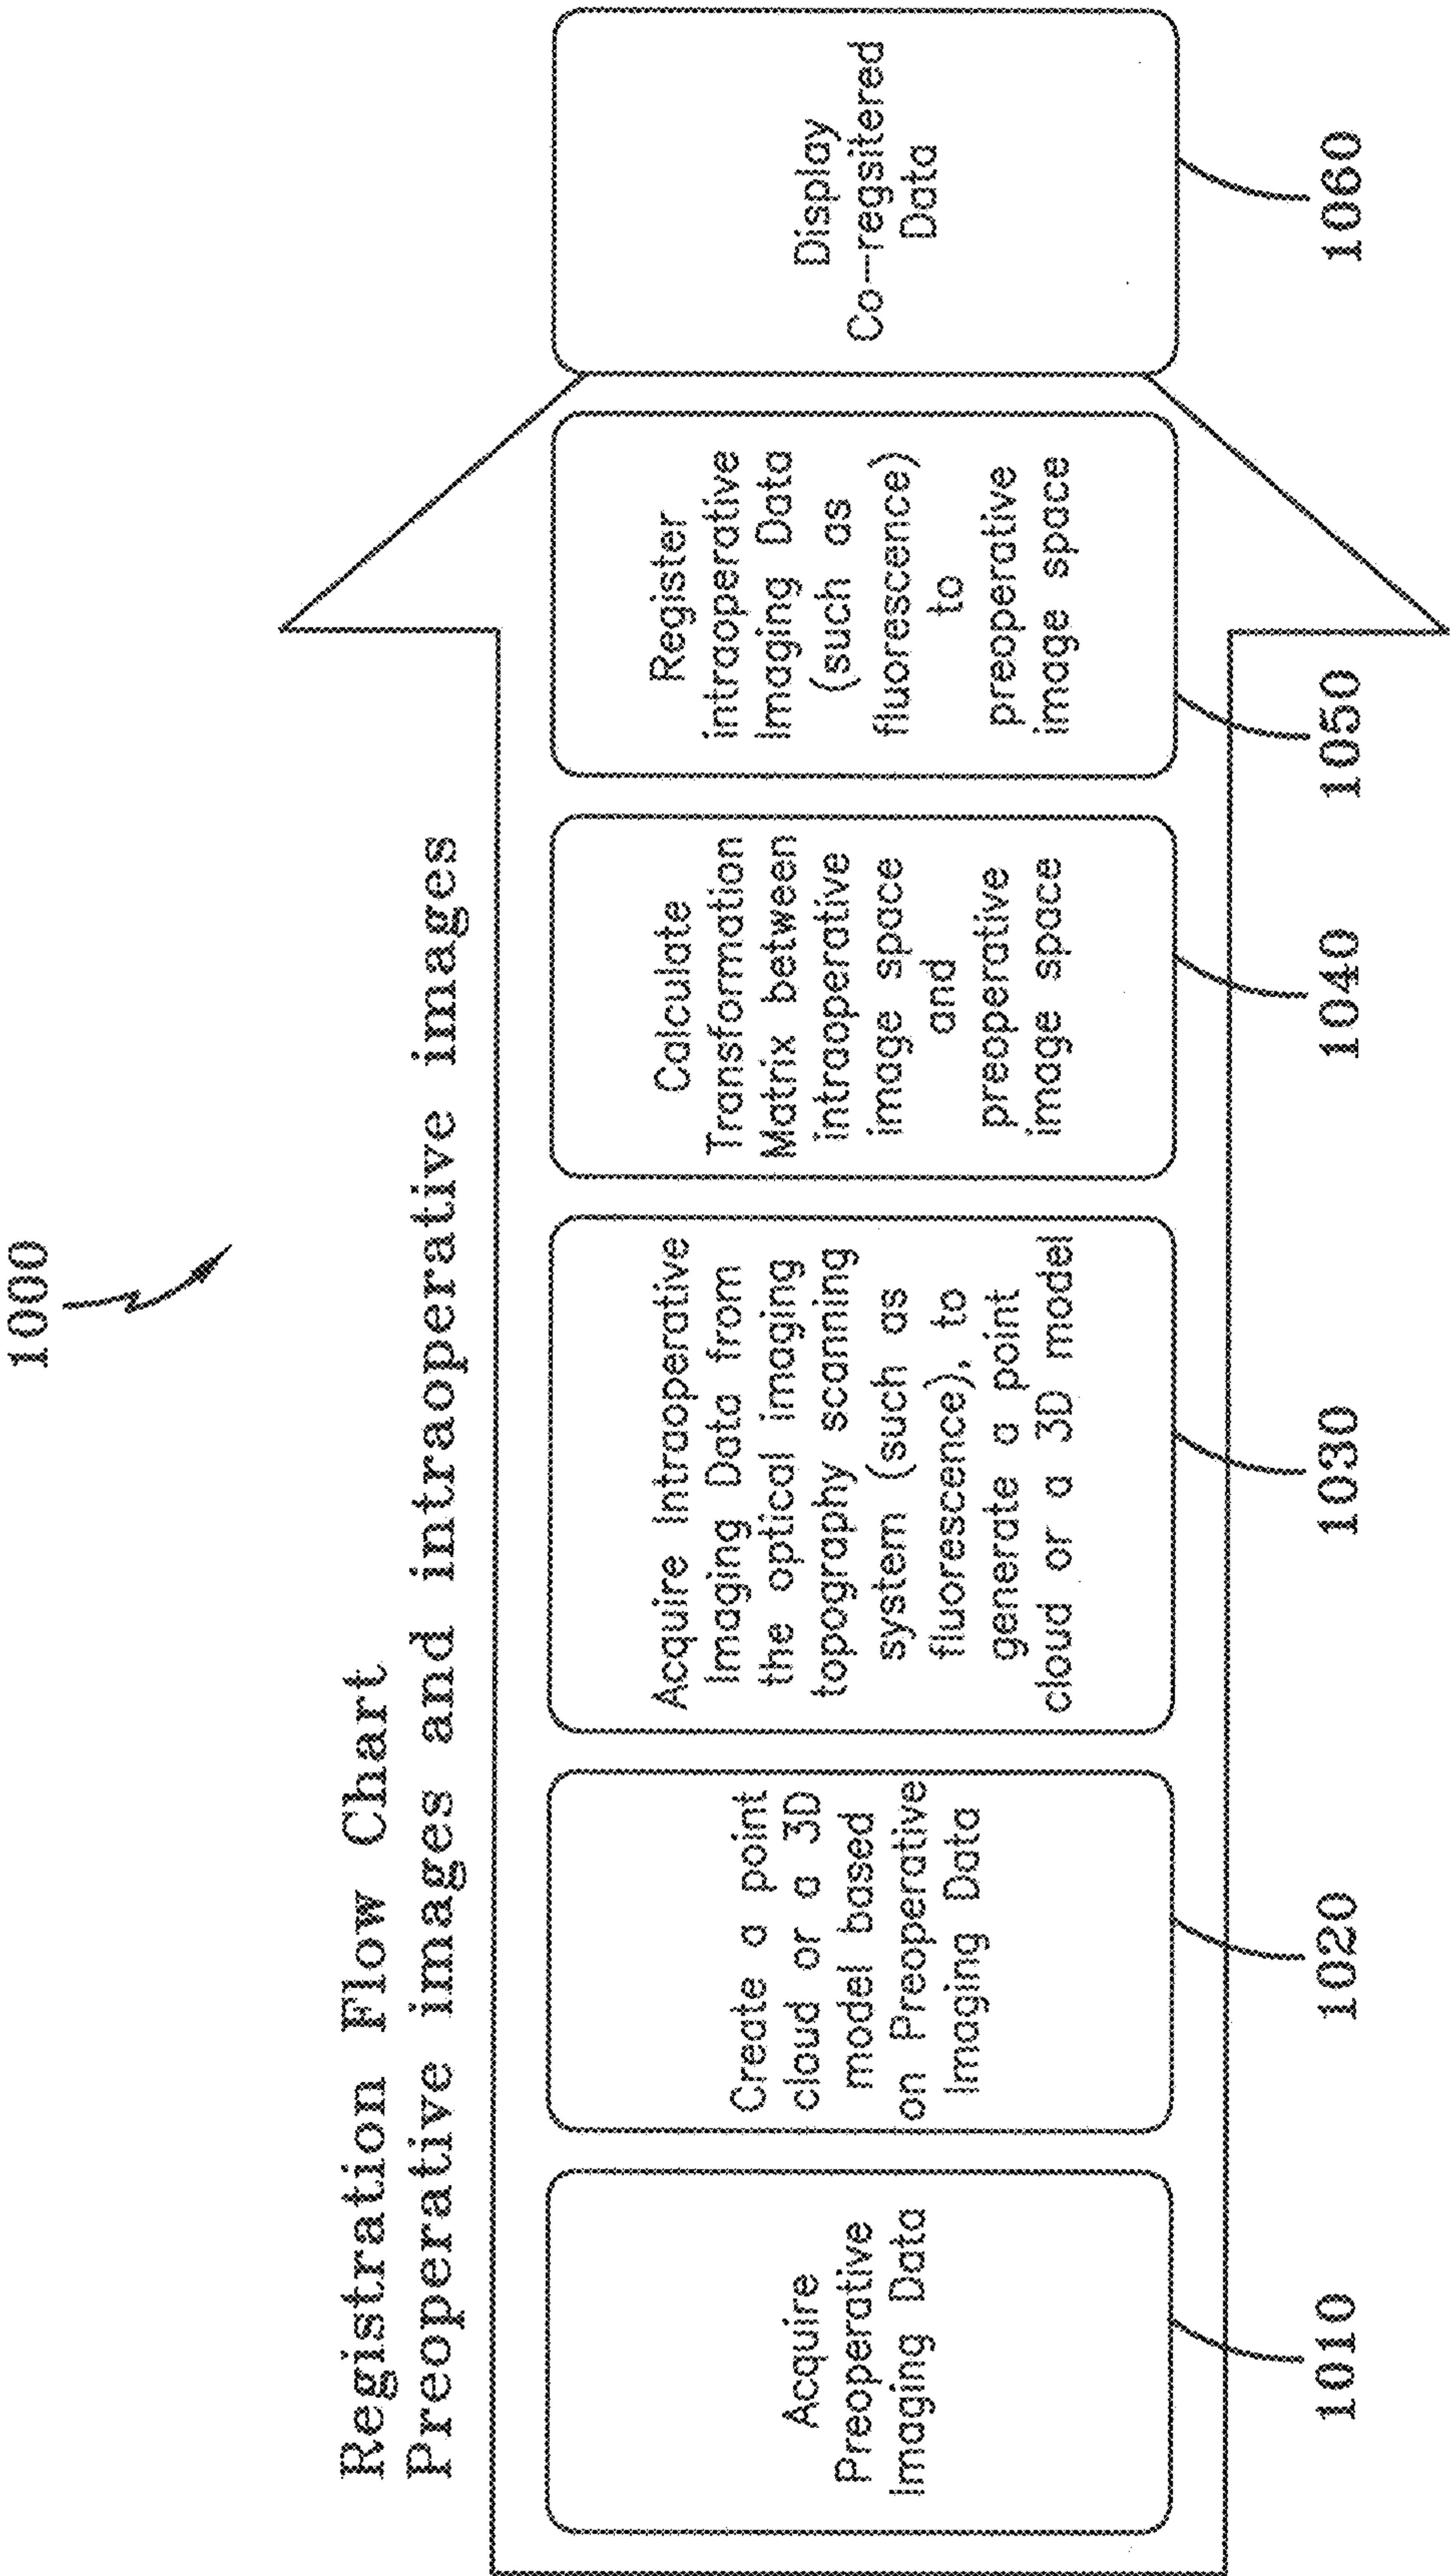 1000
Registration Flow Chart
Preoperative images and intraoperative images
Acquire
Preoperative
Imaging Data
1010
Create a point
cloud or a 3D
model based
on Preoperative
Imaging Data
1020
Acquire Intraoperative
Imaging Data from
the optical imaging
topography scanning
system (such as
fluorescence), to
generate a point
cloud or a 3D model
1030
Calculate
Transformation
Matrix between
intraoperative
image space
and
preoperative
image space
1040
Register
intraoperative
Imaging Data
(such as
fluorescence)
to
preoperative
image space
1050
Display
Co-regsitered
Data
1060